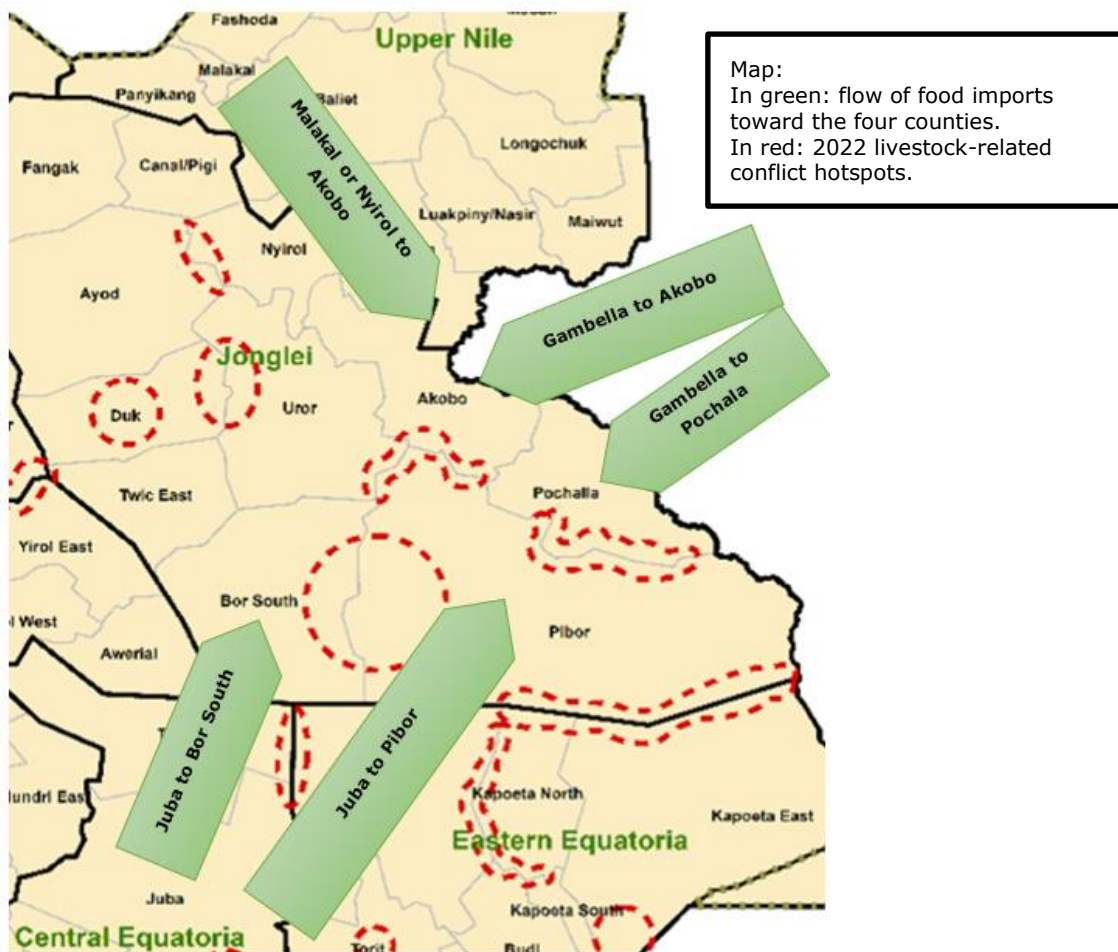 Fashoda
Upper Nile
Malakal
Panyikang
Baliet
Malakal or Nyirol to
Akobo
Map:
In green: flow of food imports
toward the four counties.
In red: 2022 livestock-related
conflict hotspots.
Longochuk
Fangak
Canal/Pigi
Luakpiny/Nasir
Maiwut
Nyirol
Ayod
Gambella to Akobo
Jonglei
Gambella to
Pochala
Akobo
Uror
Duk
Twic East
Pochalla
Yirol East
Bor South
Pibor
Awerial
Juba to Bor South
Juba to Pibor
Kapoeta North
Kapoeta East
Eastern Equatoria
Juba
Kapoeta South
Central Equatoria
Torit
Budi